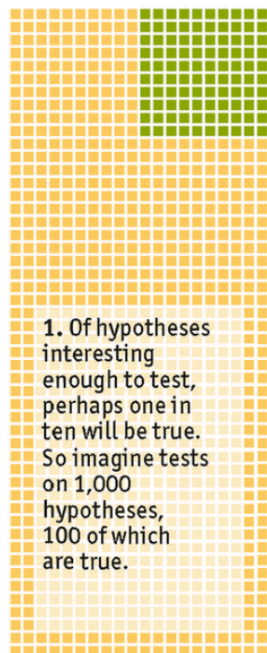 1. Of hypotheses
interesting
enough to test,
perhaps one in
ten will be true.
So imagine tests
on 1,000
hypotheses,
100 of which
are true.